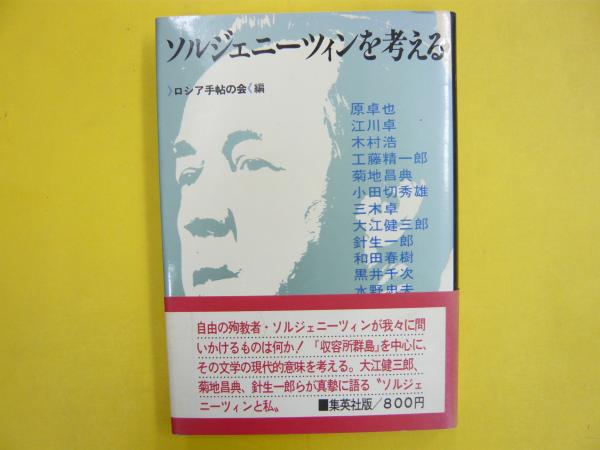 ソルジェニーツィンを考える
》ロシア手帖の会《編
原卓也
江川卓
木村浩
工藤精一郎
菊地昌典
小田切秀雄
三木卓
大江健三郎
針生一郎
和田春樹
黒井千次
水野忠夫
自由の殉教者・ソルジェニーツィンが我々に問
いかけるものは何か!「収容所群島」を中心に、
その文学の現代的意味を考える。大江健三郎、
菊地昌典、針生一郎らが真摯に語る〝ソルジェ
ニーツィンと私〟
■集英社版/800円